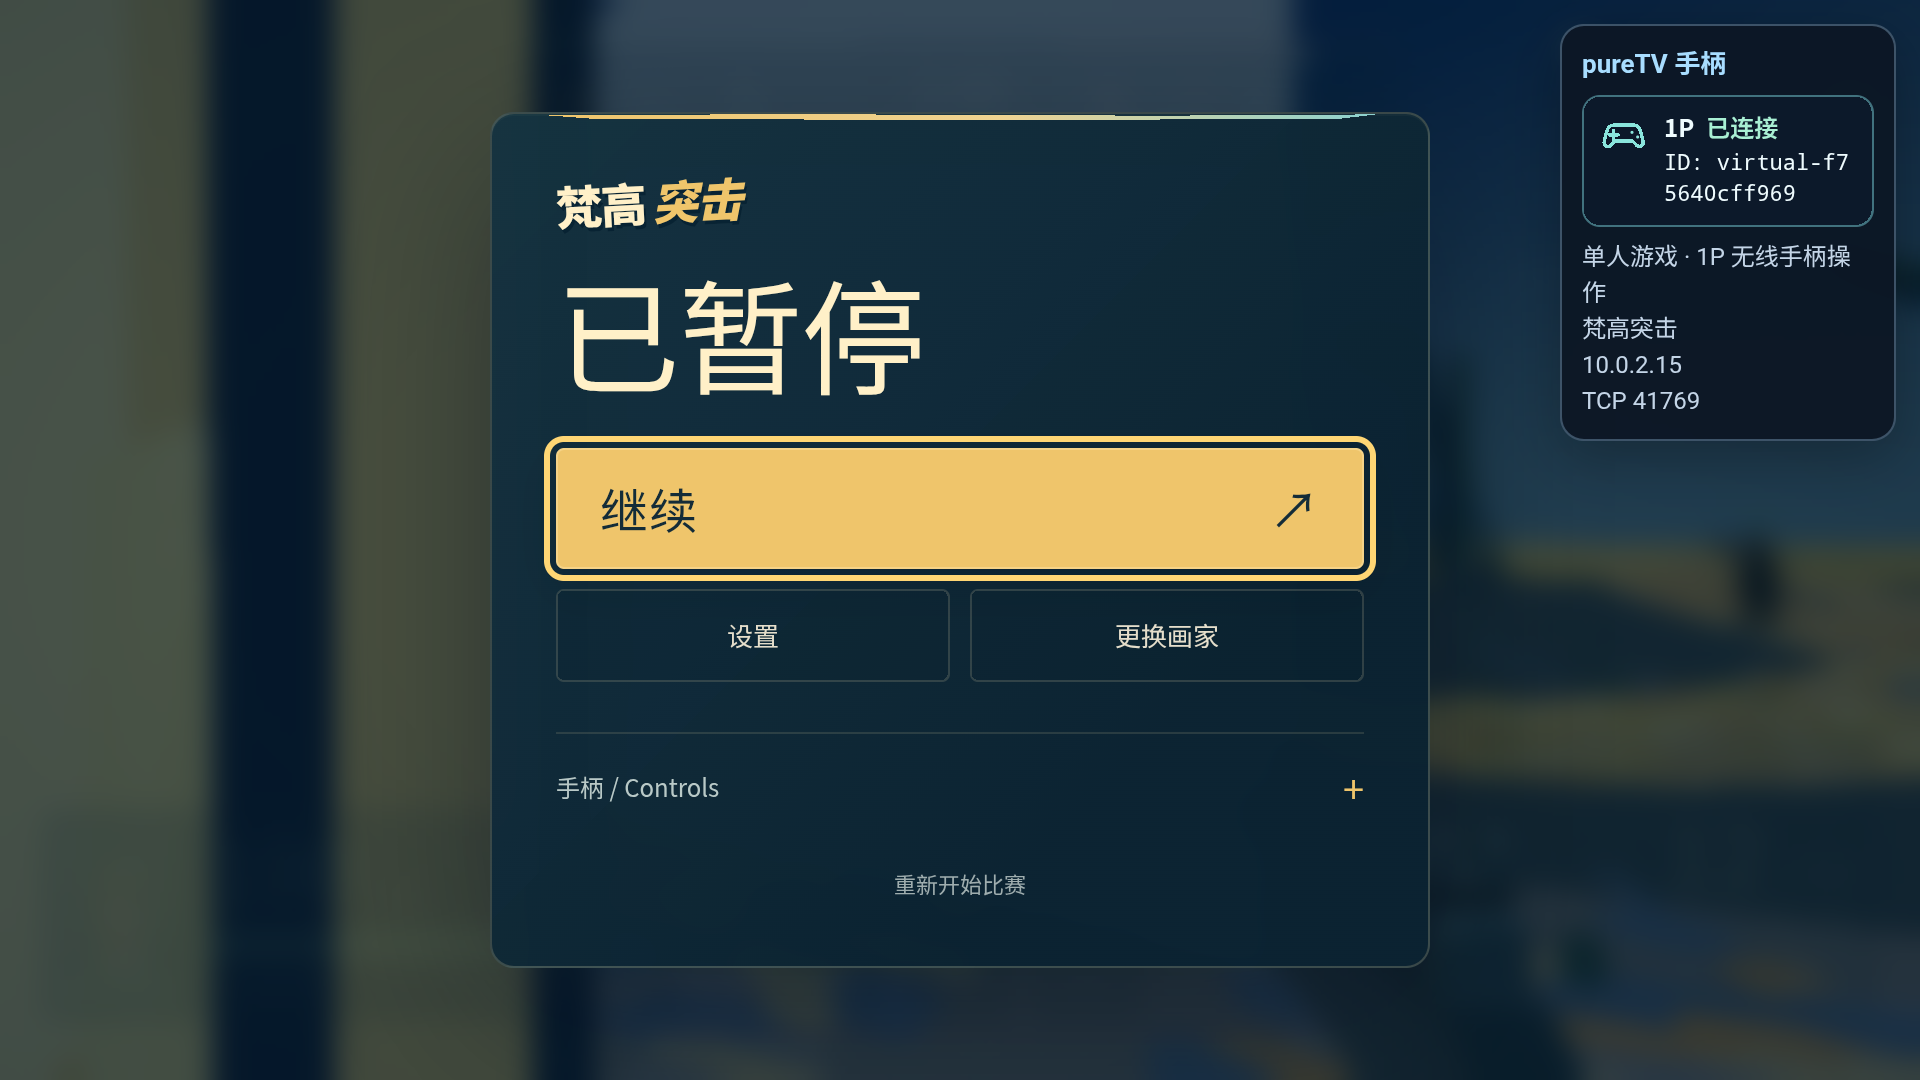 梵高 突击
已暂停
继续 ↗
设置
更换画家
手柄 / Controls +
重新开始比赛
pureTV 手柄
1P 已连接
ID: virtual-f7
5640cff969
单人游戏 · 1P 无线手柄操
作
梵高突击
10.0.2.15
TCP 41769